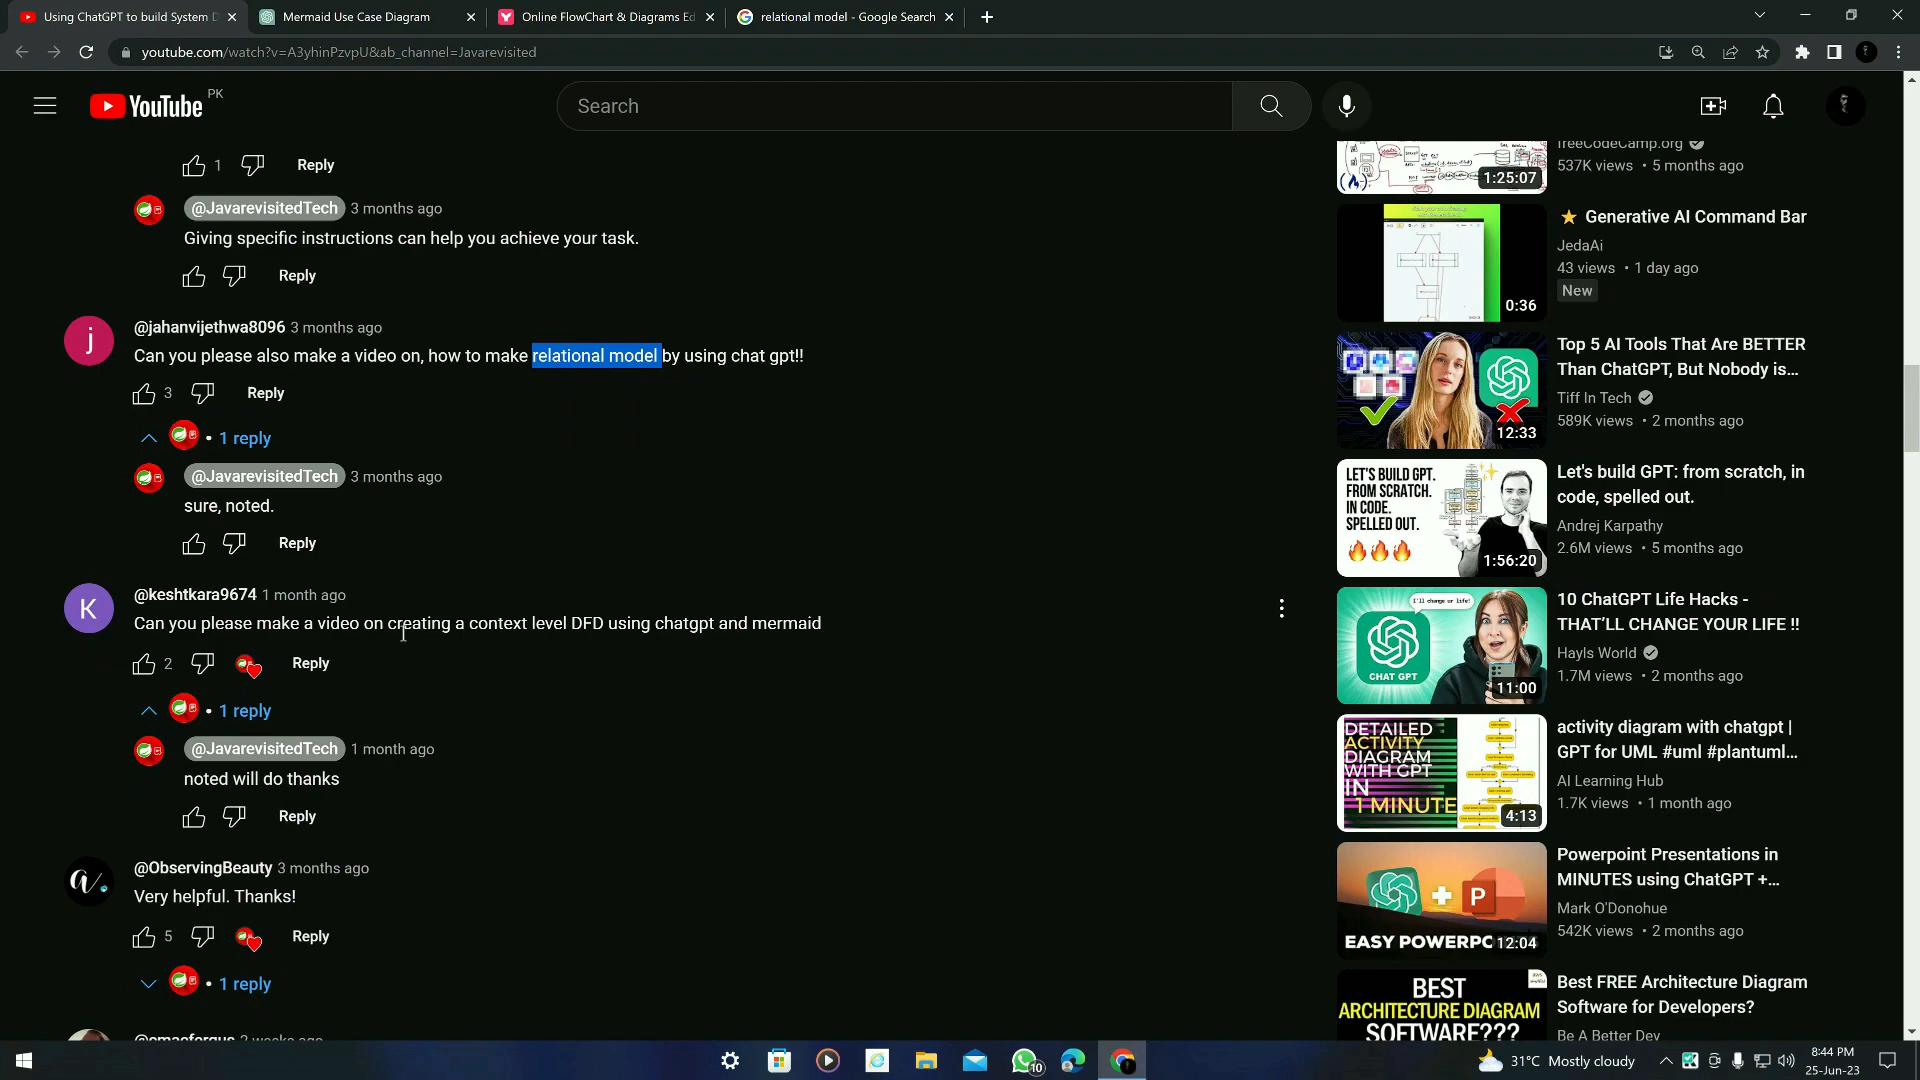 Using ChatGPT to build System D
Mermaid Use Case Diagram
Online FlowChart & Diagrams Ed
relational model - Google Search
youtube.com/watch?v=A3yhinPzvpU&ab_channel=Javarevisited
YouTube PK
Search
1 Reply
@JavarevisitedTech 3 months ago
Giving specific instructions can help you achieve your task.
Reply
j
@jahanvijethwa8096 3 months ago
Can you please also make a video on, how to make relational model by using chat gpt!!
3 Reply
• 1 reply
@JavarevisitedTech 3 months ago
sure, noted.
Reply
K
@keshtkara9674 1 month ago
Can you please make a video on creating a context level DFD using chatgpt and mermaid
2 Reply
• 1 reply
@JavarevisitedTech 1 month ago
noted will do thanks
Reply
@ObservingBeauty 3 months ago
Very helpful. Thanks!
5 Reply
• 1 reply
freeCodeCamp.org
537K views • 5 months ago
1:25:07
Generative AI Command Bar
JedaAi
43 views • 1 day ago
New
0:36
Top 5 AI Tools That Are BETTER
Than ChatGPT, But Nobody is...
Tiff In Tech
589K views • 2 months ago
12:33
LET'S BUILD GPT.
FROM SCRATCH.
IN CODE.
SPELLED OUT.
1:56:20
Let's build GPT: from scratch, in
code, spelled out.
Andrej Karpathy
2.6M views • 5 months ago
I'll change ur life!
CHAT GPT
11:00
10 ChatGPT Life Hacks -
THAT'LL CHANGE YOUR LIFE !!
Hayls World
1.7M views • 2 months ago
DETAILED
ACTIVITY
DIAGRAM
WITH GPT
IN
1 MINUTE
4:13
activity diagram with chatgpt |
GPT for UML #uml #plantuml...
AI Learning Hub
1.7K views • 1 month ago
P
EASY POWERPO
12:04
Powerpoint Presentations in
MINUTES using ChatGPT +...
Mark O'Donohue
542K views • 2 months ago
BEST
ARCHITECTURE DIAGRAM
SOFTWARE???
Best FREE Architecture Diagram
Software for Developers?
Be A Better Dev
10
31°C Mostly cloudy
8:44 PM
25-Jun-23